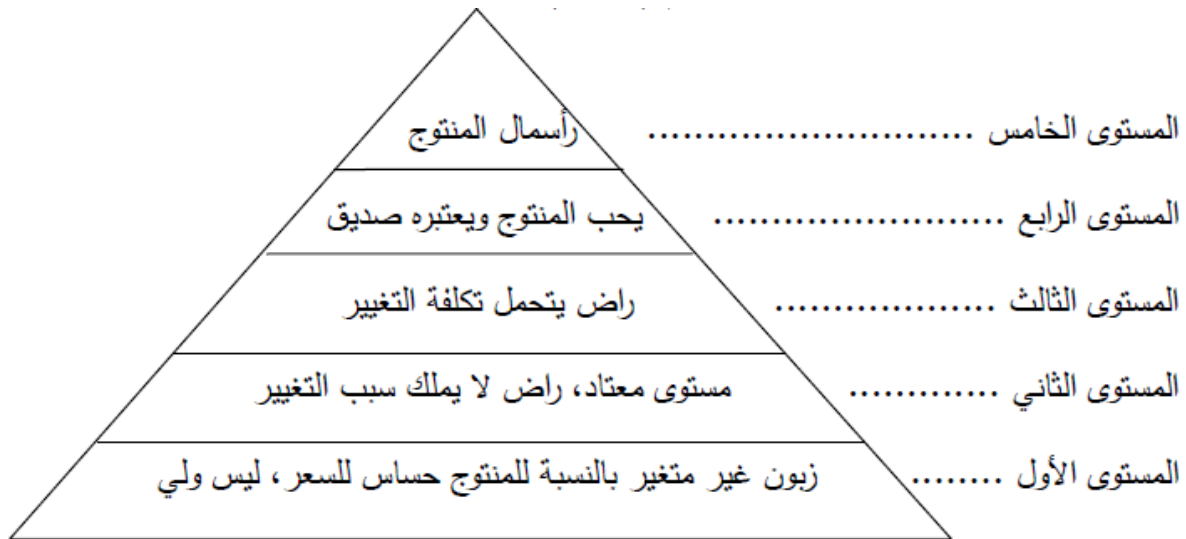 المستوى الخامس ............................ رأسمال المنتوج
المستوى الرابع ......................... يحب المنتوج ويعتبره صديق
المستوى الثالث ................... راض يتحمل تكلفة التغيير
المستوى الثاني ............. مستوى معتاد، راض لا يملك سبب التغيير
المستوى الأول ........ زبون غير متغير بالنسبة للمنتوج حساس للسعر، ليس ولي